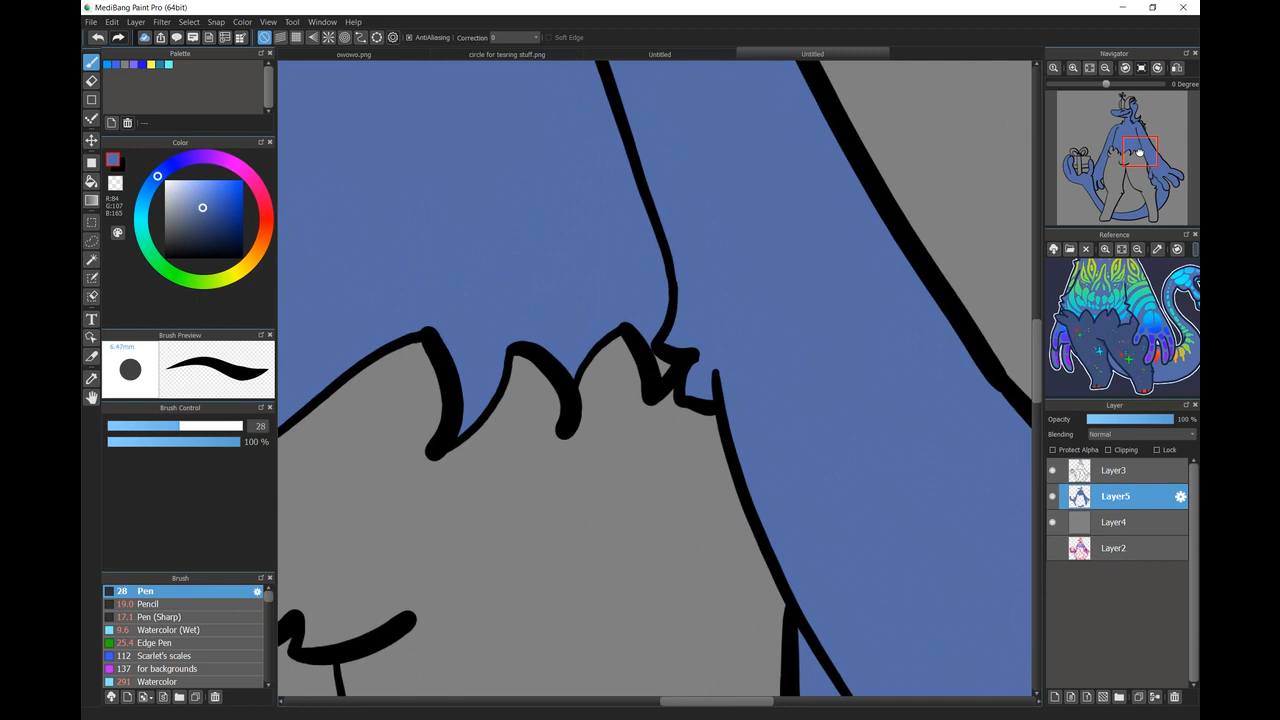 MediBang Paint Pro (64bit)
File Edit Layer Filter Select Snap Color View Tool Window Help
AntiAliasing Correction 0 Soft Edge
Palette
owowo.png circle for tesring stuff.png Untitled Untitled
Navigator
0 Degree
---
Color
R:84
G:107
B:165
Reference
Brush Preview
6.47mm
Brush Control
28
100 %
Layer
Opacity 100 %
Blending Normal
Protect Alpha Clipping Lock
Layer3
Layer5
Layer4
Layer2
Brush
28 Pen
19.0 Pencil
17.1 Pen (Sharp)
9.6 Watercolor (Wet)
25.4 Edge Pen
112 Scarlet's scales
137 for backgrounds
291 Watercolor